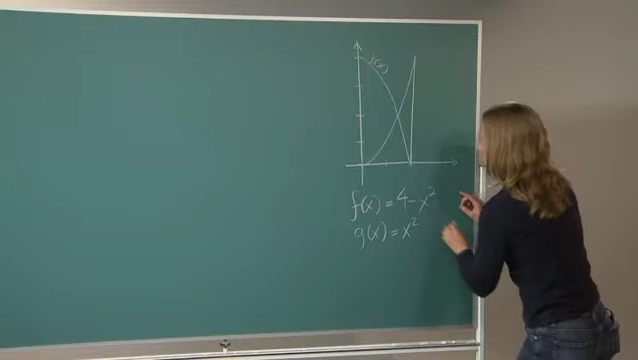 f(x)
f(x) = 4 - x²
g(x) = x²